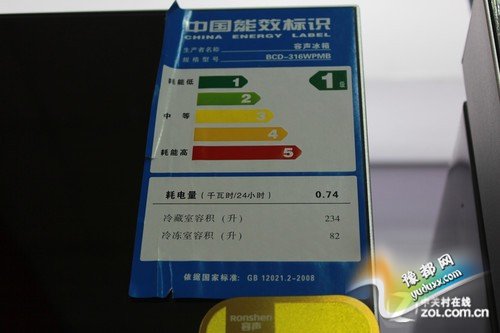 中国能效标识
CHINA ENERGY LABEL
生产者名称 容声冰箱
规格型号 BCD-316WPMB
耗能低 1 1级
2
中等 3
4
耗能高 5
耗电量（千瓦时/24小时） 0.74
冷藏室容积（升） 234
冷冻室容积（升） 82
依据国家标准：GB 12021.2-2008
Ronshen
容声
豫都网
yuduxx.com
中关村在线
zol.com.cn